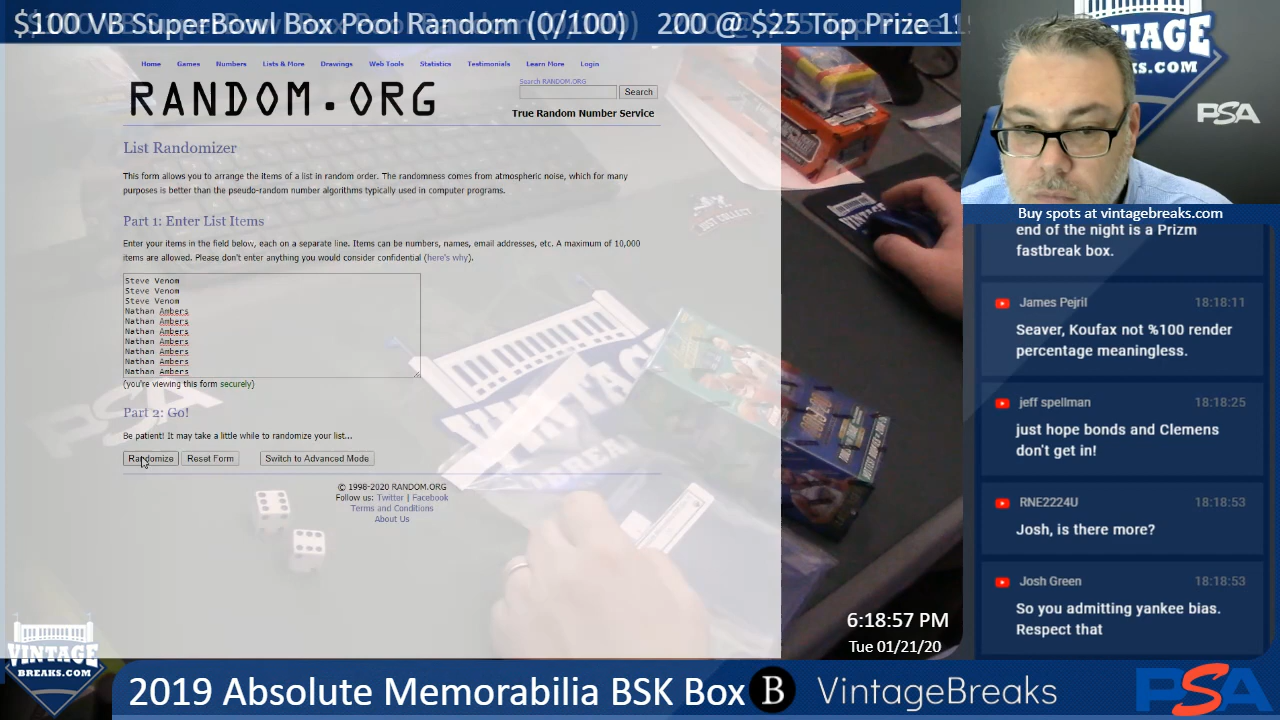 $100 VB SuperBowl Box Pool Random (0/100) 200 @ $25 Top Prize
Home Games Numbers Lists & More Drawings Web Tools Statistics Testimonials Learn More Login
RANDOM.ORG
Search RANDOM.ORG
Search
True Random Number Service
List Randomizer
This form allows you to arrange the items of a list in random order. The randomness comes from atmospheric noise, which for many
purposes is better than the pseudo-random number algorithms typically used in computer programs.
Part 1: Enter List Items
Enter your items in the field below, each on a separate line. Items can be numbers, names, email addresses, etc. A maximum of 10,000
items are allowed. Please don't enter anything you would consider confidential (here's why).
Steve Venom
Steve Venom
Steve Venom
Nathan Ambers
Nathan Ambers
Nathan Ambers
Nathan Ambers
Nathan Ambers
Nathan Ambers
Nathan Ambers
(you're viewing this form securely)
Part 2: Go!
Be patient! It may take a little while to randomize your list...
Randomize Reset Form Switch to Advanced Mode
© 1998-2020 RANDOM.ORG
Follow us: Twitter | Facebook
Terms and Conditions
About Us
JUST COLLECT
PSA
VINTAGE
BREAKS.COM
PSA
Buy spots at vintagebreaks.com
end of the night is a Prizm
fastbreak box.
James Pejril 18:18:11
Seaver, Koufax not %100 render
percentage meaningless.
jeff spellman 18:18:25
just hope bonds and Clemens
don't get in!
RNE2224U 18:18:53
Josh, is there more?
Josh Green 18:18:53
So you admitting yankee bias.
Respect that
6:18:57 PM
Tue 01/21/20
VINTAGE
BREAKS.COM
2019 Absolute Memorabilia BSK Box B VintageBreaks PSA